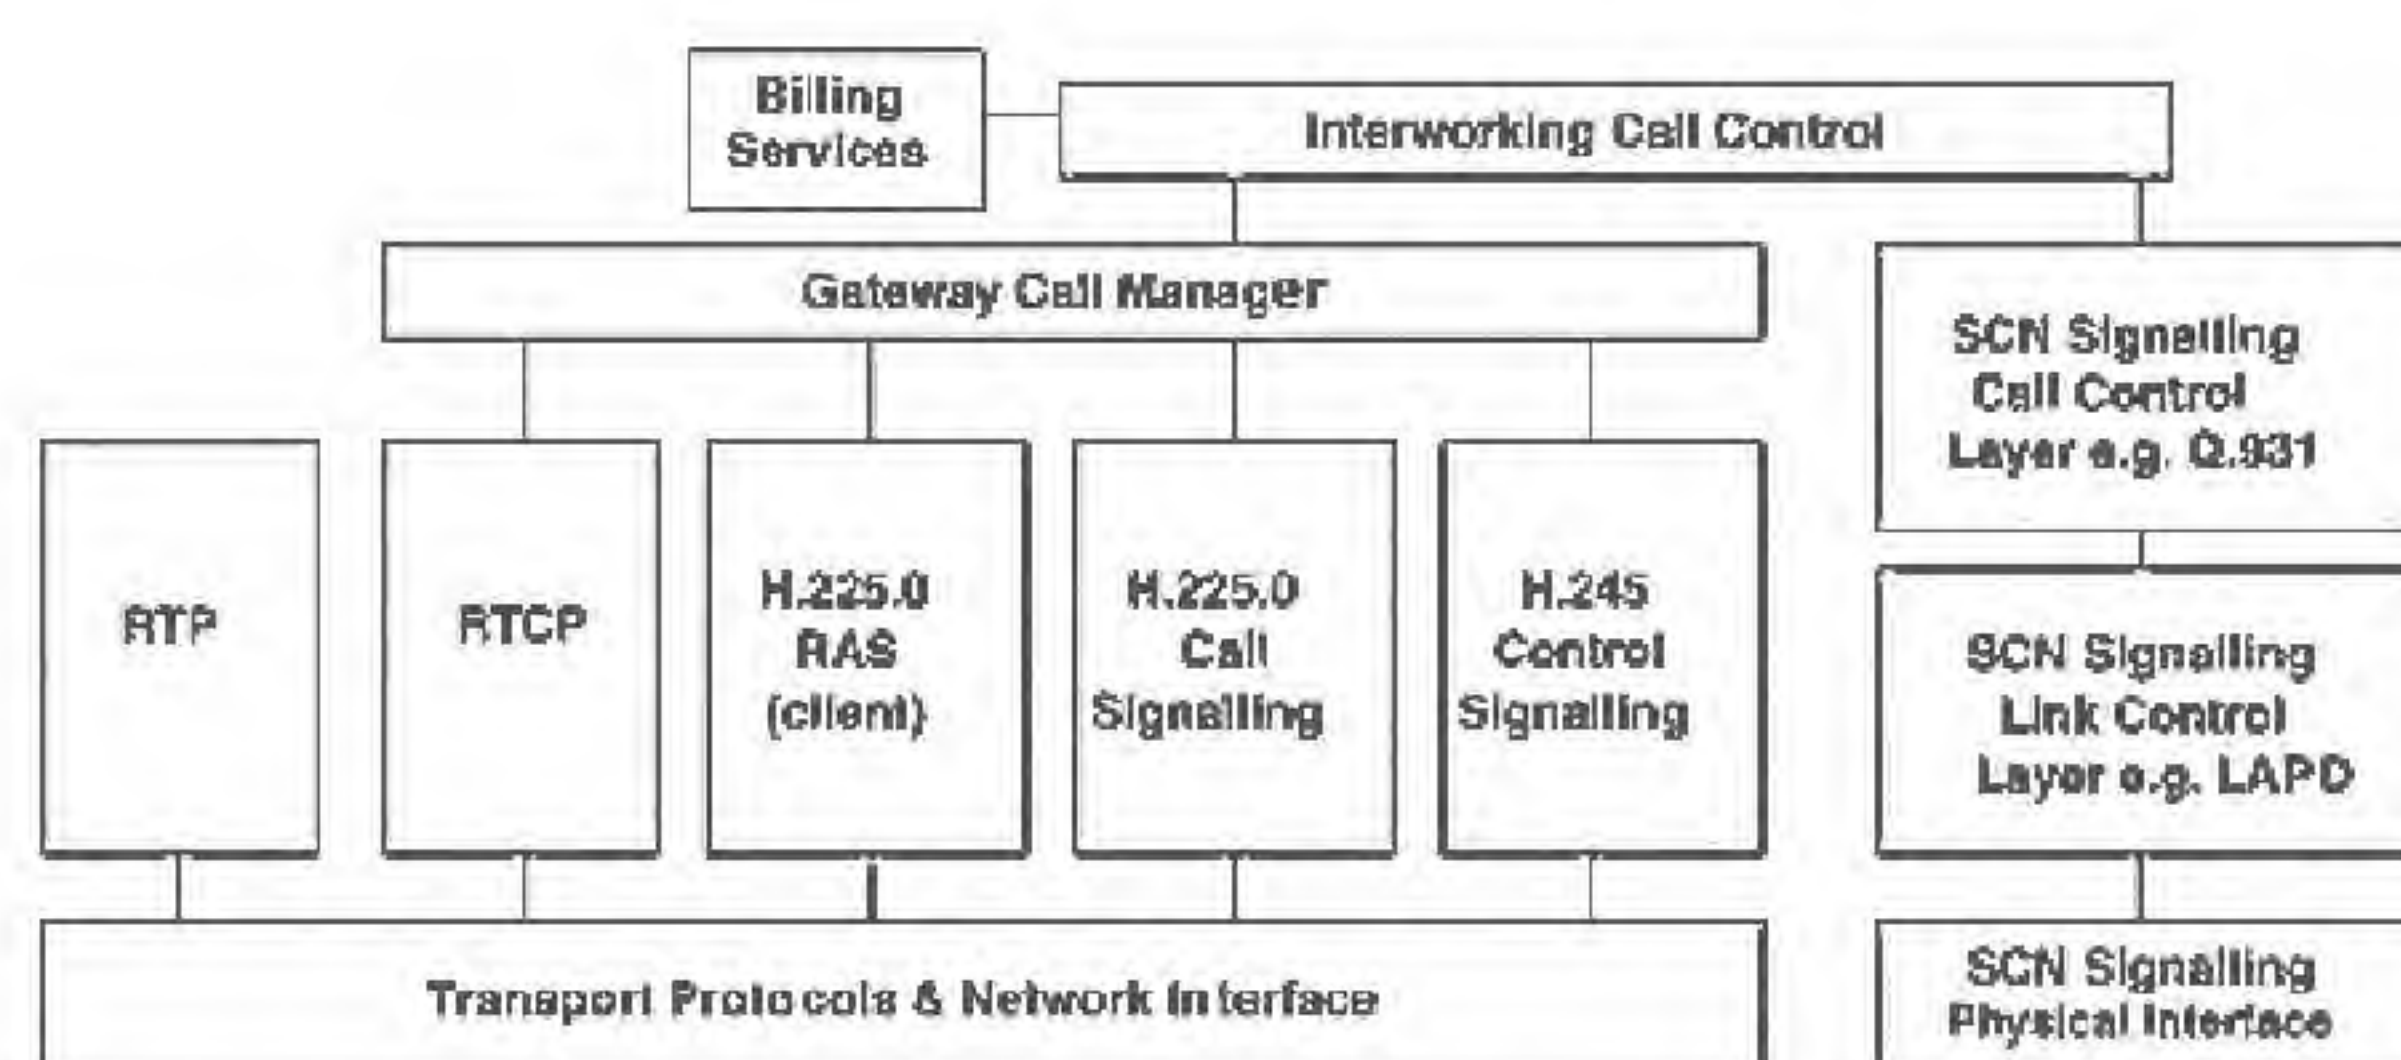 Billing
Services
Interworking Call Control
Gateway Call Manager
SCN Signalling
Call Control
Layer e.g. Q.931
RTP
RTCP
H.225.0
RAS
(client)
H.225.0
Call
Signalling
H.245
Control
Signalling
SCN Signalling
Link Control
Layer e.g. LAPD
Transport Protocols & Network Interface
SCN Signalling
Physical Interface